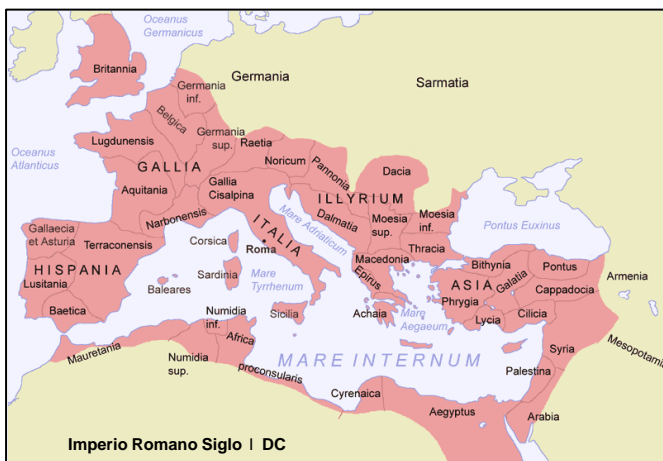 Oceanus
Germanicus
Britannia
Germania
Sarmatia
Germania
inf.
Belgica
Oceanus
Atlanticus
Lugdunensis
Germania
sup.
Raetia
GALLIA
Noricum
Pannonia
Dacia
Aquitania
Gallia
Cisalpina
ILLYRIUM
Narbonensis
Dalmatia
Moesia
sup.
Moesia
inf.
Pontus Euxinus
Gallaecia
et Asturia
Terraconensis
ITALIA
Mare Adriaticum
Corsica
Roma
Thracia
Macedonia
Bithynia
Pontus
HISPANIA
Lusitania
Baleares
Sardinia
Mare
Tyrrhenum
Epirus
ASIA
Galatia
Armenia
Phrygia
Cappadocia
Baetica
Numidia
inf.
Sicilia
Achaia
Mare
Aegaeum
Lycia
Cilicia
Mauretania
Africa
Numidia
sup.
proconsularis
MARE INTERNUM
Syria
Mesopotamia
Palestina
Cyrenaica
Aegyptus
Arabia
Imperio Romano Siglo I DC